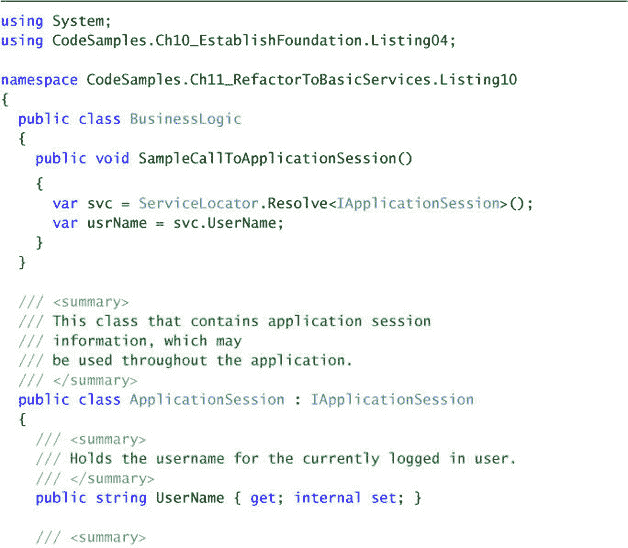 using System;
using CodeSamples.Ch10_EstablishFoundation.Listing04;
namespace CodeSamples.Ch11_RefactorToBasicServices.Listing10
{
public class BusinessLogic
{
public void SampleCallToApplicationSession()
{
var svc = ServiceLocator.Resolve<IApplicationSession>();
var usrName = svc.UserName;
}
}
/// <summary>
/// This class that contains application session
/// information, which may
/// be used throughout the application.
/// </summary>
public class ApplicationSession : IApplicationSession
{
/// <summary>
/// Holds the username for the currently logged in user.
/// </summary>
public string UserName { get; internal set; }
/// <summary>